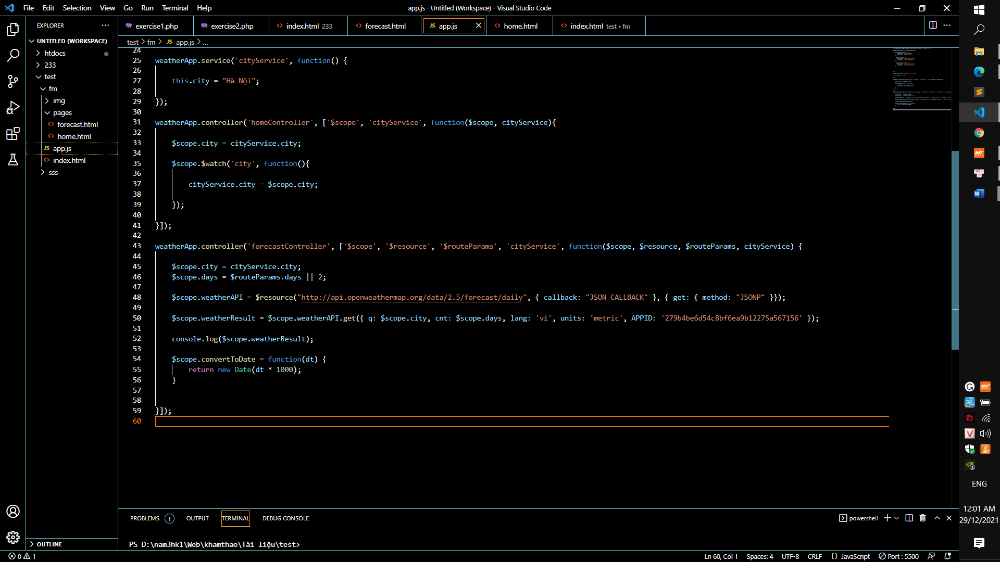 File Edit Selection View Go Run Terminal Help
app.js - Untitled (Workspace) - Visual Studio Code
EXPLORER
UNTITLED (WORKSPACE)
htdocs
233
test
fm
img
pages
forecast.html
home.html
JS app.js
index.html
sss
OUTLINE
exercise1.php exercise2.php index.html 233 forecast.html JS app.js home.html index.html test • fm
test > fm > JS app.js > ...
24
25 weatherApp.service('cityService', function() {
26
27 this.city = "Hà Nội";
28
29 });
30
31 weatherApp.controller('homeController', ['$scope', 'cityService', function($scope, cityService){
32
33 $scope.city = cityService.city;
34
35 $scope.$watch('city', function(){
36
37 cityService.city = $scope.city;
38
39 });
40
41 }]);
42
43 weatherApp.controller('forecastController', ['$scope', '$resource', '$routeParams', 'cityService', function($scope, $resource, $routeParams, cityService) {
44
45 $scope.city = cityService.city;
46 $scope.days = $routeParams.days || 2;
47
48 $scope.weatherAPI = $resource("http://api.openweathermap.org/data/2.5/forecast/daily", { callback: "JSON_CALLBACK" }, { get: { method: "JSONP" }});
49
50 $scope.weatherResult = $scope.weatherAPI.get({ q: $scope.city, cnt: $scope.days, lang: 'vi', units: 'metric', APPID: '279b4be6d54c8bf6ea9b12275a567156' });
51
52 console.log($scope.weatherResult);
53
54 $scope.convertToDate = function(dt) {
55 return new Date(dt * 1000);
56 }
57
58
59 }]);
60
PROBLEMS 1 OUTPUT TERMINAL DEBUG CONSOLE
powershell
PS D:\nam3hk1\Web\khamthao\Tài liệu\test>
0 1
Ln 60, Col 1 Spaces: 4 UTF-8 CRLF {} JavaScript Port : 5500
ENG
12:01 AM
29/12/2021